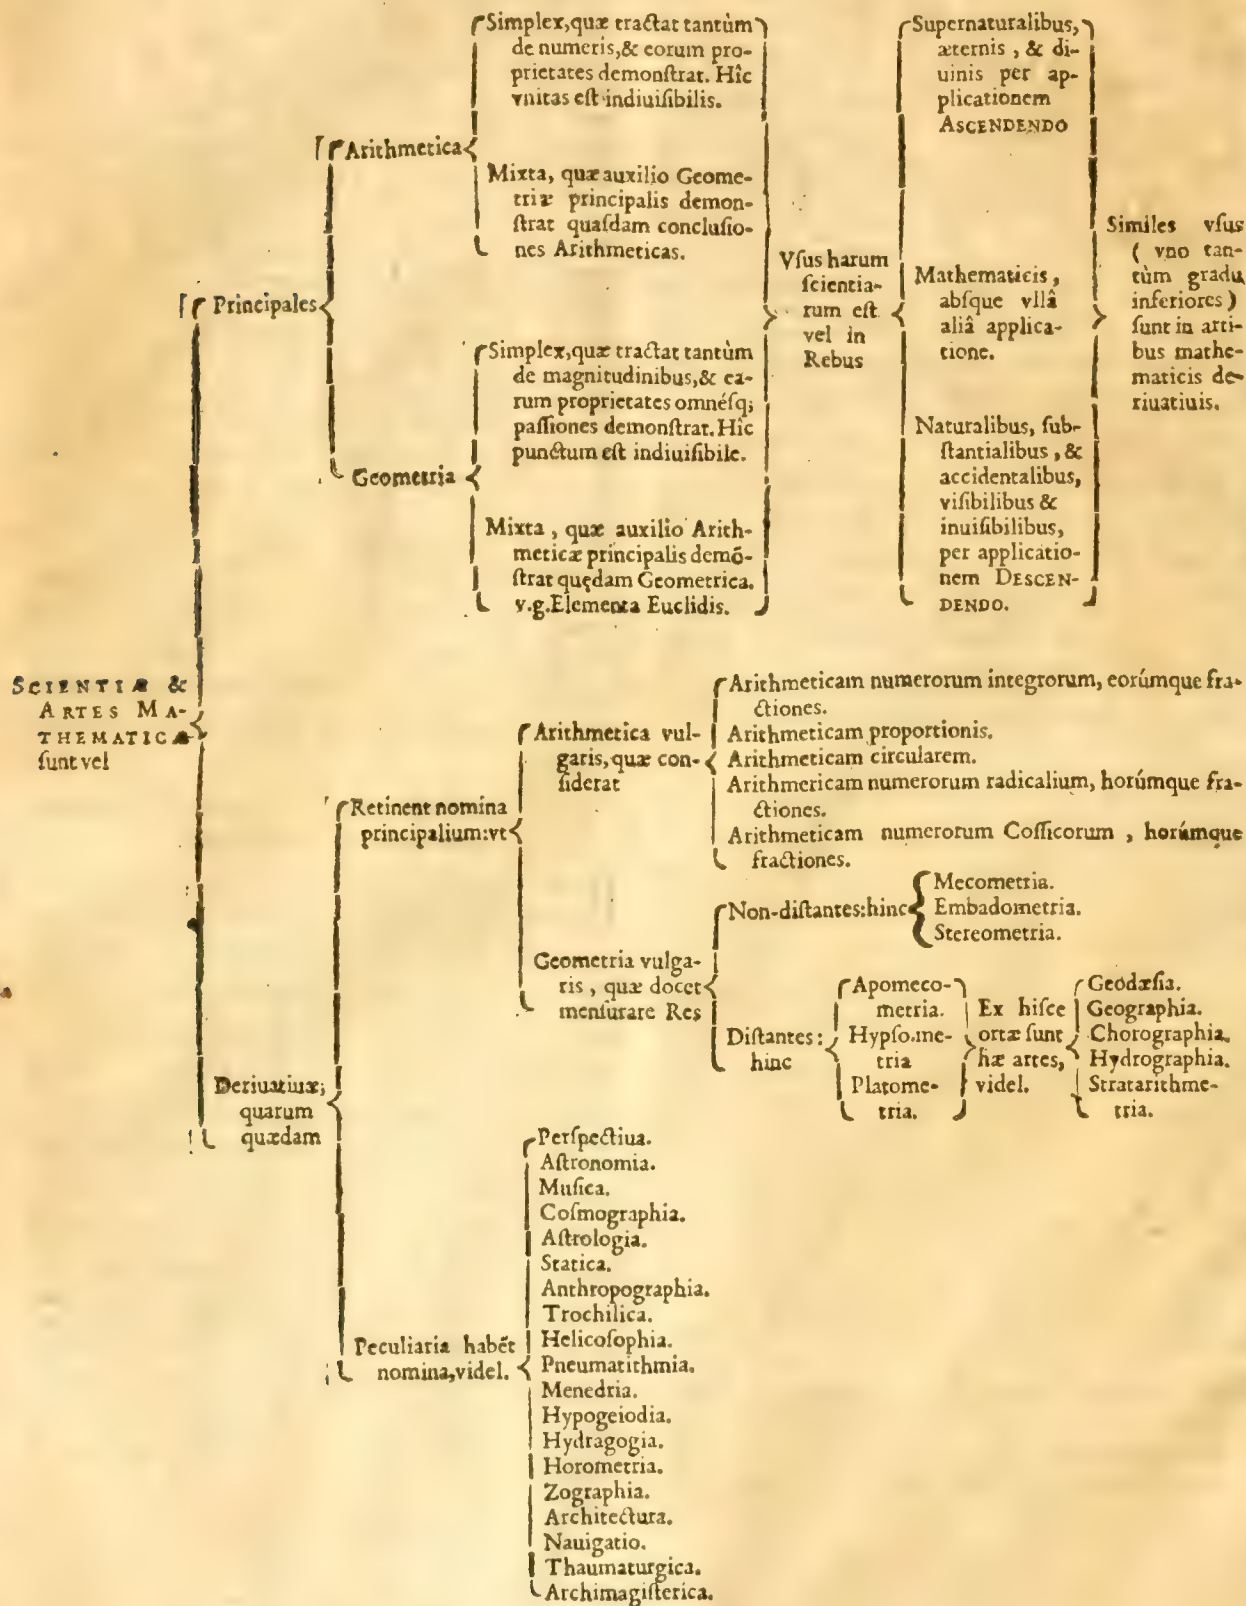 Simplex, quæ tractat tantùm
de numeris, & eorum pro-
prietates demonſtrat. Hîc
vnitas eſt indiuiſibilis.
Arithmetica
Mixta, quæ auxilio Geome-
triæ principalis demon-
ſtrat quaſdam concluſio-
nes Arithmeticas.
Principales
Simplex, quæ tractat tantùm
de magnitudinibus, & ea-
rum proprietates omnéſq;
paſſiones demonſtrat. Hîc
punctum eſt indiuiſibile.
Geometria
Mixta, quæ auxilio Arith-
meticæ principalis demō-
ſtrat quędam Geometrica.
v.g. Elementa Euclidis.
Vſus harum
ſcientia-
rum eſt
vel in
Rebus
Supernaturalibus,
æternis, & di-
uinis per ap-
plicationem
ASCENDENDO
Mathematicis,
abſque vllâ
aliâ applica-
tione.
Naturalibus, ſub-
ſtantialibus, &
accidentalibus,
viſibilibus &
inuiſibilibus,
per applicatio-
nem DESCEN-
DENDO.
Similes vſus
( vno tan-
tùm gradu
inferiores )
ſunt in arti-
bus mathe-
maticis de-
riuatiuis.
SCIENTIÆ &
ARTES MA-
THEMATICÆ
ſunt vel
Deriuatiuæ;
quarum
quædam
Retinent nomina
principalium: vt
Arithmetica vul-
garis, quæ con-
ſiderat
Arithmeticam numerorum integrorum, eorúmque fra-
ctiones.
Arithmeticam proportionis.
Arithmeticam circularem.
Arithmericam numerorum radicalium, horúmque fra-
ctiones.
Arithmeticam numerorum Coſſicorum, horúmque
fractiones.
Geometria vulga-
ris, quæ docet
menſurare Res
Non-diſtantes: hinc
Mecometria.
Embadometria.
Stereometria.
Diſtantes:
hinc
Apomeco-
metria.
Hypſo.me-
tria
Platome-
tria.
Ex hiſce
ortæ ſunt
hæ artes,
videl.
Geodæſia.
Geographia.
Chorographia.
Hydrographia.
Stratarithme-
tria.
Peculiaria habēt
nomina, videl.
Perſpectiua.
Aſtronomia.
Muſica.
Coſmographia.
Aſtrologia.
Statica.
Anthropographia.
Trochilica.
Helicoſophia.
Pneumatithmia.
Menedria.
Hypogeiodia.
Hydragogia.
Horometria.
Zographia.
Architectura.
Nauigatio.
Thaumaturgica.
Archimagiſterica.